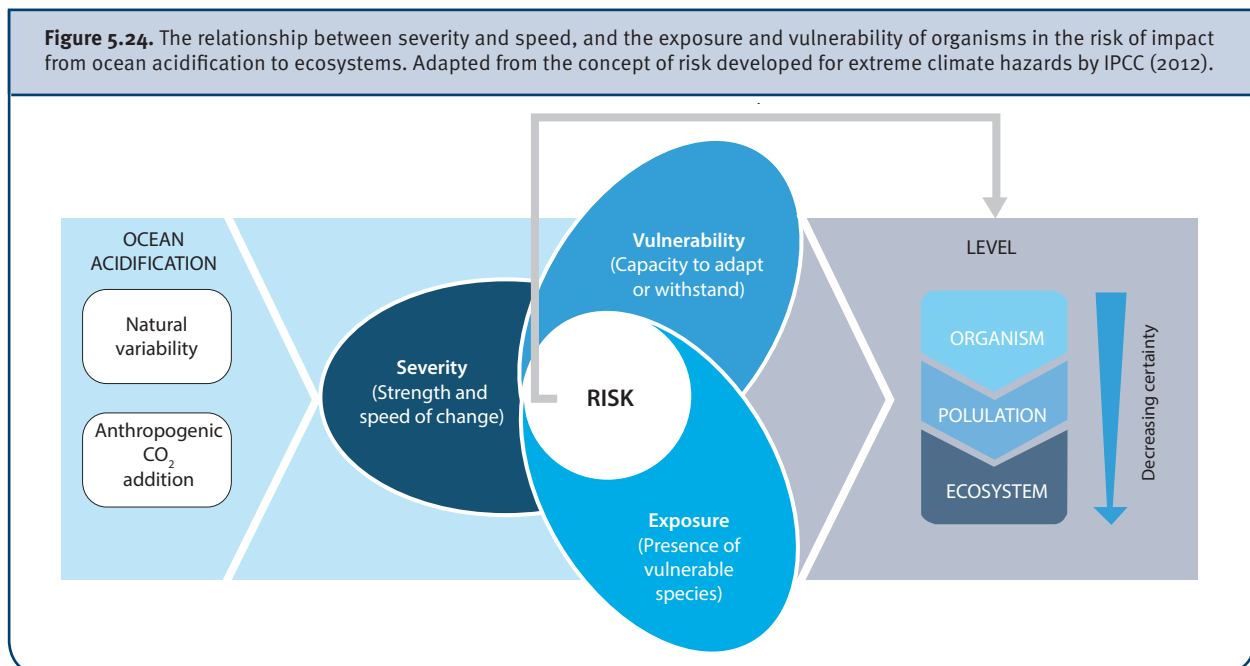 Figure 5.24. The relationship between severity and speed, and the exposure and vulnerability of organisms in the risk of impact
from ocean acidification to ecosystems. Adapted from the concept of risk developed for extreme climate hazards by IPCC (2012).
OCEAN
ACIDIFICATION
Natural
variability
Anthropogenic
CO₂
addition
Severity
(Strength and
speed of change)
Vulnerability
(Capacity to adapt
or withstand)
RISK
Exposure
(Presence of
vulnerable
species)
LEVEL
ORGANISM
POLULATION
ECOSYSTEM
Decreasing certainty